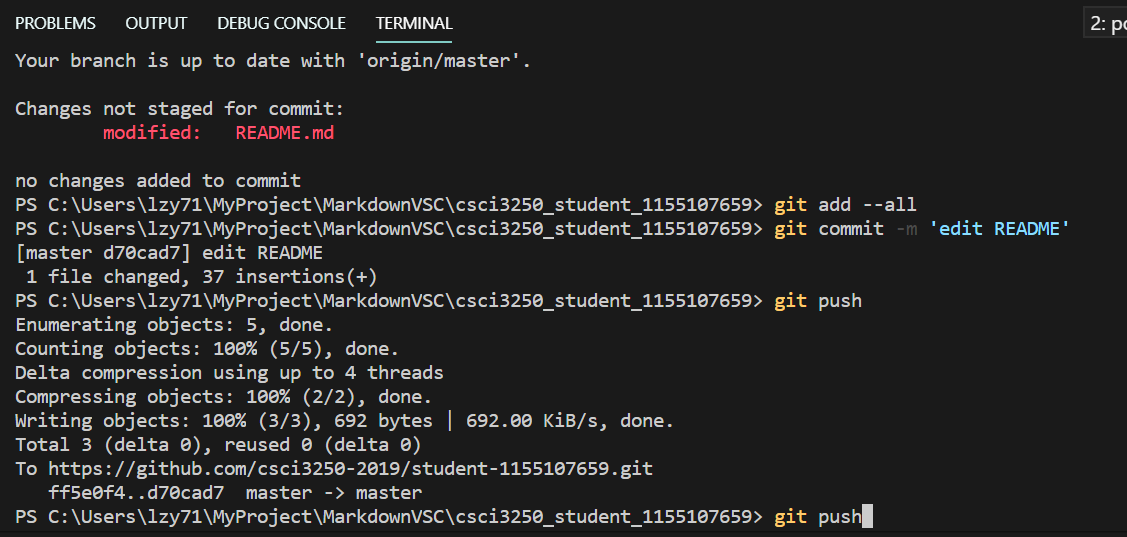 PROBLEMS OUTPUT DEBUG CONSOLE TERMINAL 2: po
Your branch is up to date with 'origin/master'.
Changes not staged for commit:
modified: README.md
no changes added to commit
PS C:\Users\lzy71\MyProject\MarkdownVSC\csci3250_student_1155107659> git add --all
PS C:\Users\lzy71\MyProject\MarkdownVSC\csci3250_student_1155107659> git commit -m 'edit README'
[master d70cad7] edit README
1 file changed, 37 insertions(+)
PS C:\Users\lzy71\MyProject\MarkdownVSC\csci3250_student_1155107659> git push
Enumerating objects: 5, done.
Counting objects: 100% (5/5), done.
Delta compression using up to 4 threads
Compressing objects: 100% (2/2), done.
Writing objects: 100% (3/3), 692 bytes | 692.00 KiB/s, done.
Total 3 (delta 0), reused 0 (delta 0)
To https://github.com/csci3250-2019/student-1155107659.git
ff5e0f4..d70cad7 master -> master
PS C:\Users\lzy71\MyProject\MarkdownVSC\csci3250_student_1155107659> git push